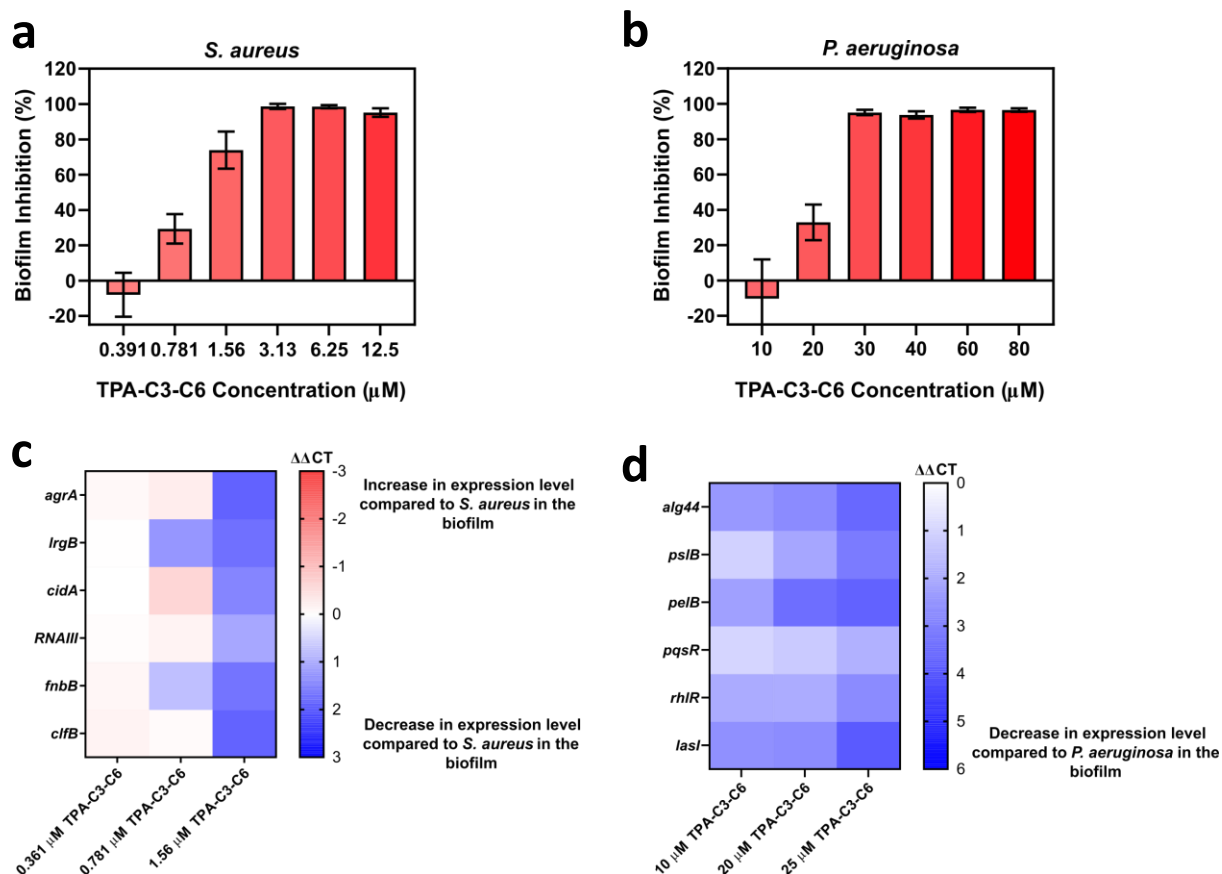 a
S. aureus
Biofilm Inhibition (%)
120
100
80
60
40
20
0
-20
0.391 0.781 1.56 3.13 6.25 12.5
TPA-C3-C6 Concentration (μM)
b
P. aeruginosa
Biofilm Inhibition (%)
120
100
80
60
40
20
0
-20
10 20 30 40 60 80
TPA-C3-C6 Concentration (μM)
c
agrA
lrgB
cidA
RNAIII
fnbB
clfB
0.361 μM TPA-C3-C6
0.781 μM TPA-C3-C6
1.56 μM TPA-C3-C6
ΔΔCT
-3
-2
-1
0
1
2
3
Increase in expression level
compared to S. aureus in the
biofilm
Decrease in expression level
compared to S. aureus in the
biofilm
d
alg44
pslB
pelB
pqsR
rhlR
lasI
10 μM TPA-C3-C6
20 μM TPA-C3-C6
25 μM TPA-C3-C6
ΔΔCT
0
1
2
3
4
5
6
Decrease in expression level
compared to P. aeruginosa in the
biofilm